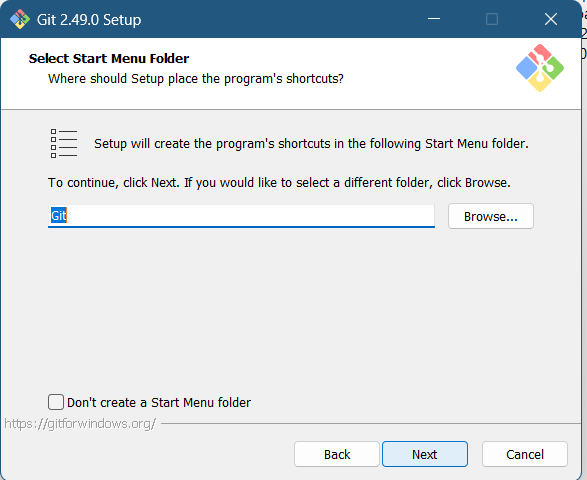 Git 2.49.0 Setup
Select Start Menu Folder
Where should Setup place the program's shortcuts?
Setup will create the program's shortcuts in the following Start Menu folder.
To continue, click Next. If you would like to select a different folder, click Browse.
Git
Browse...
Don't create a Start Menu folder
https://gitforwindows.org/
Back
Next
Cancel